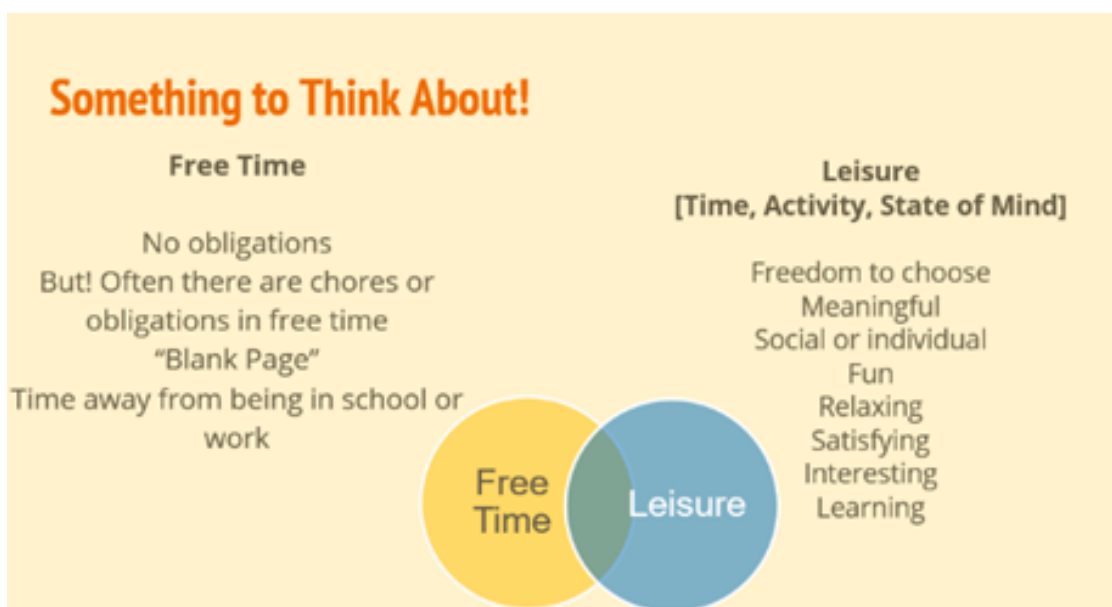 Something to Think About!
Free Time
No obligations
But! Often there are chores or
obligations in free time
“Blank Page”
Time away from being in school or
work
Leisure
[Time, Activity, State of Mind]
Freedom to choose
Meaningful
Social or individual
Fun
Relaxing
Satisfying
Interesting
Learning
Free
Time
Leisure